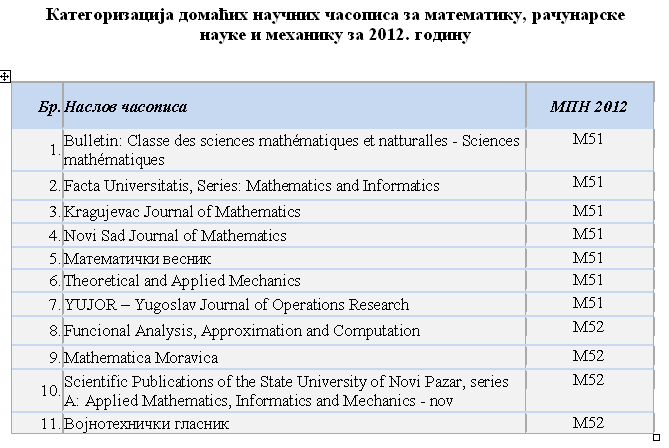 Категоризација домаћих научних часописа за математику, рачунарске
науке и механику за 2012. годину
Бр. Наслов часописа МПН 2012
1. Bulletin: Classe des sciences mathématiques et natturalles - Sciences
mathématiques M51
2. Facta Universitatis, Series: Mathematics and Informatics M51
3. Kragujevac Journal of Mathematics M51
4. Novi Sad Journal of Mathematics M51
5. Математички весник M51
6. Theoretical and Applied Mechanics M51
7. YUJOR – Yugoslav Journal of Operations Research M51
8. Funcional Analysis, Approximation and Computation M52
9. Mathematica Moravica M52
10. Scientific Publications of the State University of Novi Pazar, series
A: Applied Mathematics, Informatics and Mechanics - nov M52
11. Војнотехнички гласник M52